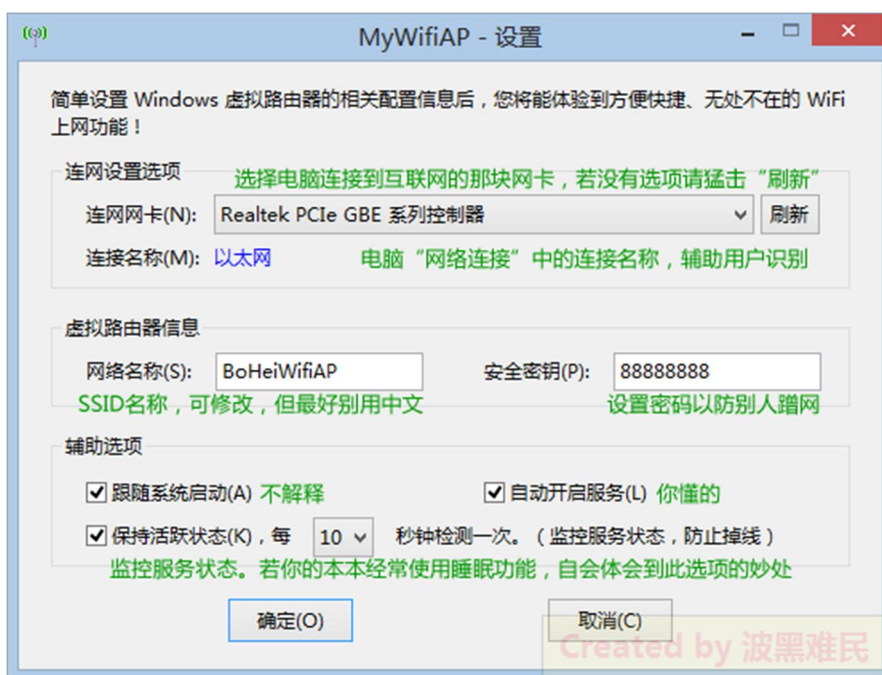 MyWifiAP - 设置
简单设置 Windows 虚拟路由器的相关配置信息后，您将能体验到方便快捷、无处不在的 WiFi
上网功能！
连网设置选项
选择电脑连接到互联网的那块网卡，若没有选项请猛击“刷新”
连网网卡(N): Realtek PCIe GBE 系列控制器 刷新
连接名称(M): 以太网 电脑“网络连接”中的连接名称，辅助用户识别
虚拟路由器信息
网络名称(S): BoHeiWifiAP 安全密钥(P): 88888888
SSID名称，可修改，但最好别用中文 设置密码以防别人蹭网
辅助选项
跟随系统启动(A) 不解释 自动开启服务(L) 你懂的
保持活跃状态(K)，每 10 秒钟检测一次。（监控服务状态，防止掉线）
监控服务状态。若你的本本经常使用睡眠功能，自会体会到此选项的妙处
确定(O) 取消(C)
Created by 波黑难民